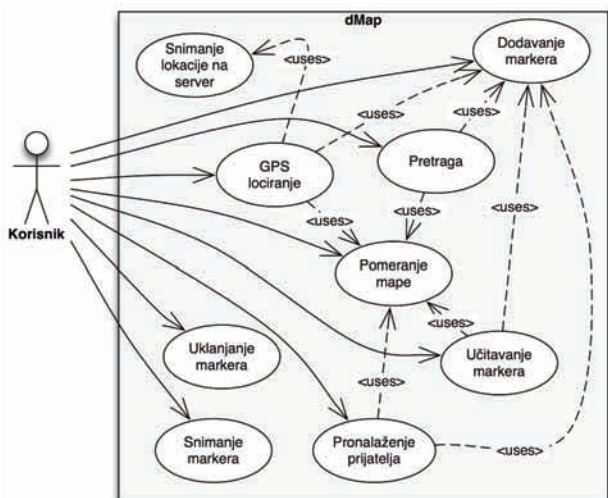 dMap
Snimanje
lokacije na
server
<uses>
Dodavanje
markera
<uses>
<uses>
GPS
lociranje
Pretraga
Korisnik
<uses>
<uses>
<uses>
Pomeranje
mape
<uses>
Uklanjanje
markera
Učitavanje
markera
<uses>
Snimanje
markera
Pronalaženje
prijatelja
<uses>